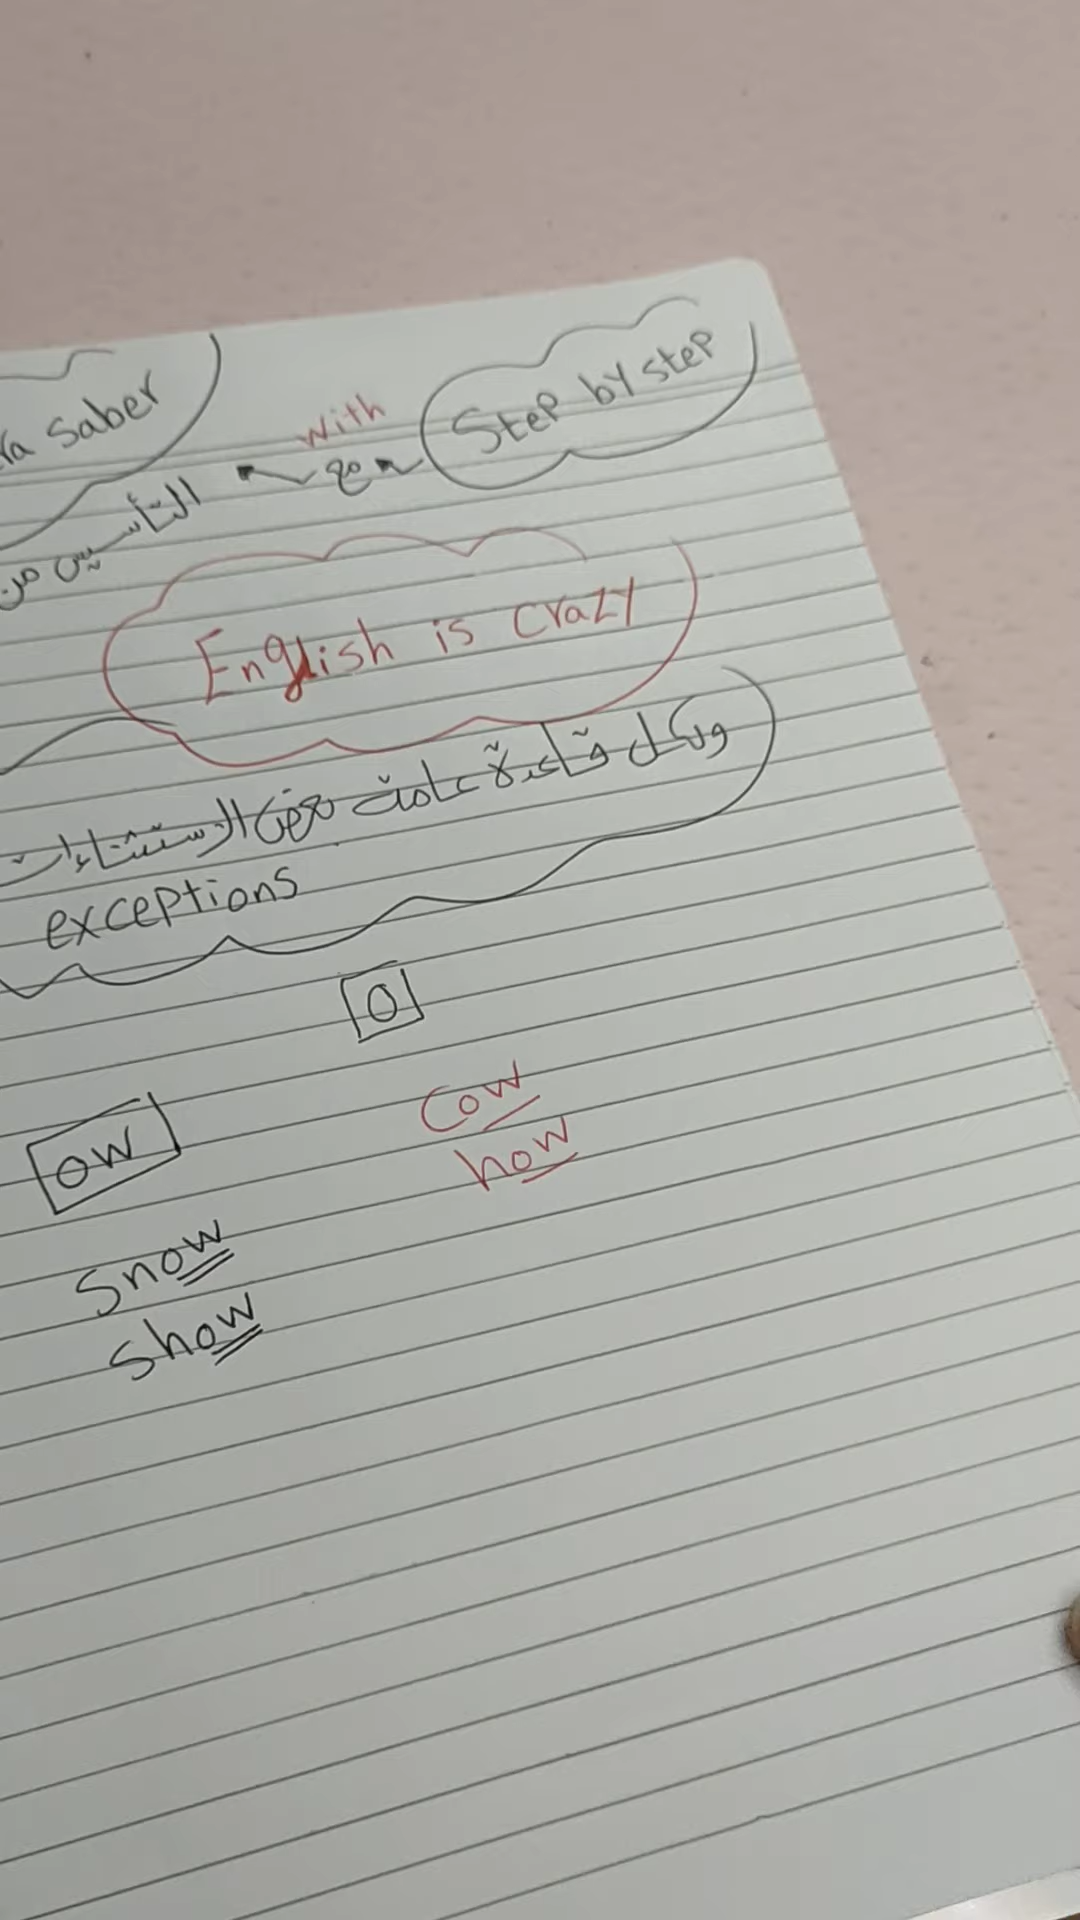 Step by step
with
مع
ra saber
التأسيس من
English is crazy
ولكل قاعدة عامة بعض الاستثناءات
exceptions
o
ow
cow
how
snow
show